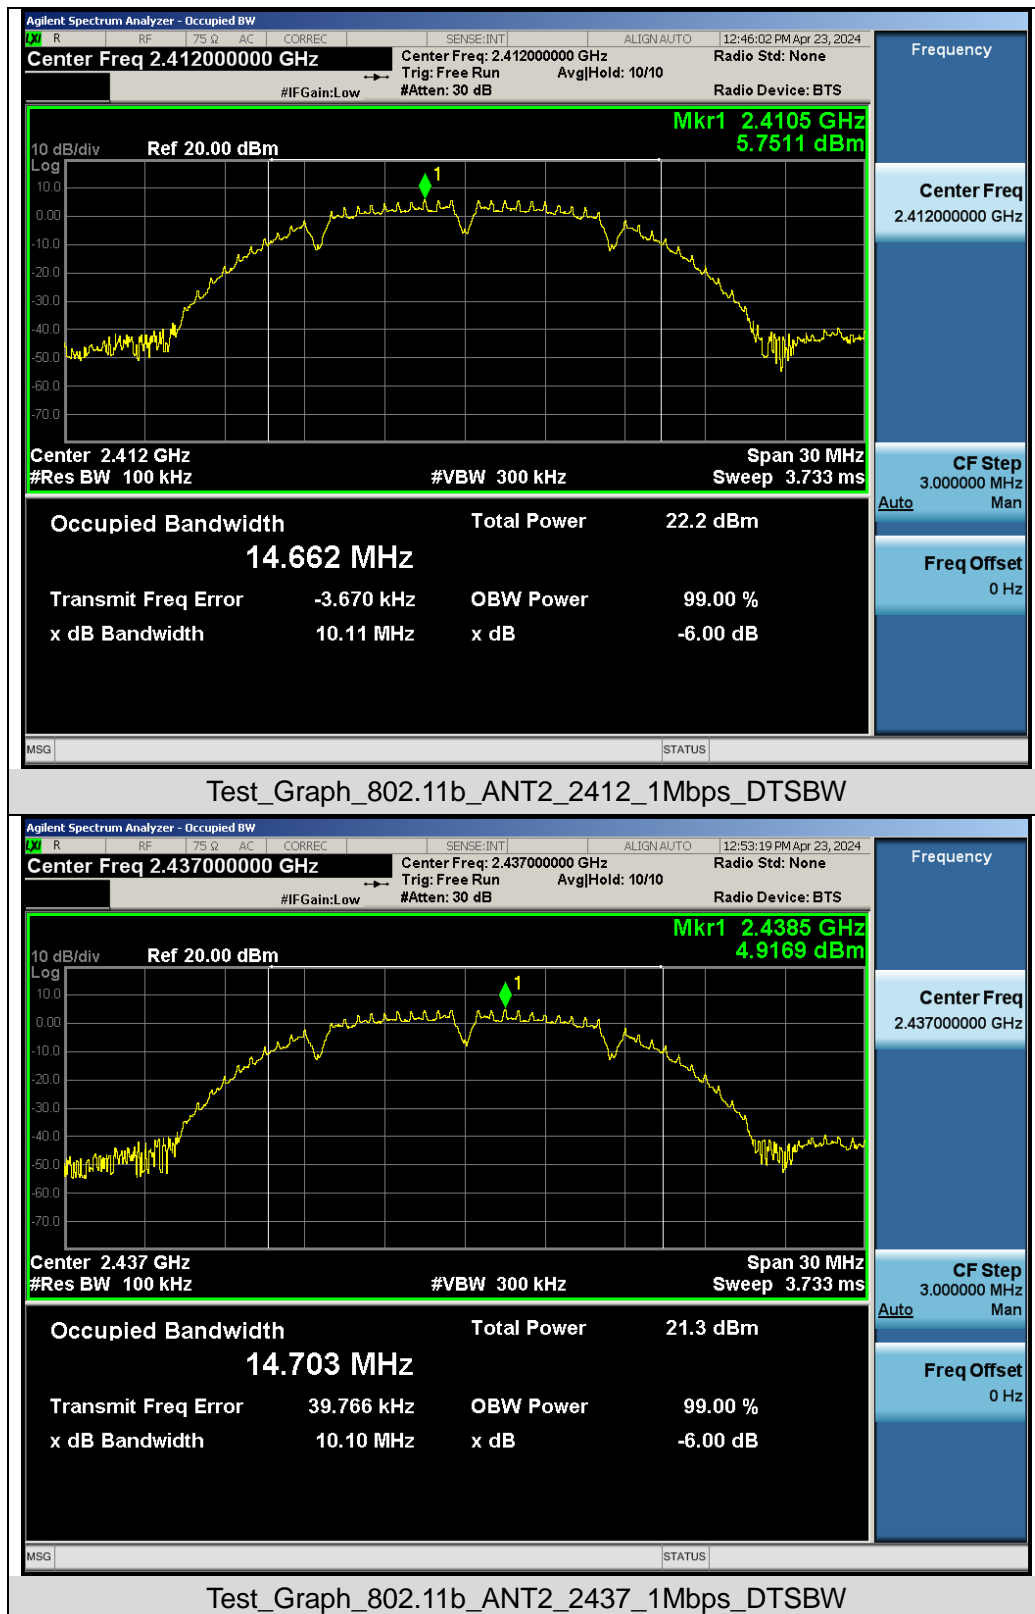 Agilent Spectrum Analyzer - Occupied BW
LXI R RF 75 Ω AC CORREC SENSE:INT ALIGN AUTO 12:46:02 PM Apr 23, 2024
Center Freq 2.412000000 GHz Center Freq: 2.412000000 GHz Radio Std: None
Trig: Free Run Avg|Hold: 10/10
#IFGain:Low #Atten: 30 dB Radio Device: BTS
Frequency
Mkr1 2.4105 GHz
5.7511 dBm
10 dB/div Ref 20.00 dBm
Log
10.0
0.00
-10.0
-20.0
-30.0
-40.0
-50.0
-60.0
-70.0
1
Center 2.412 GHz Span 30 MHz
#Res BW 100 kHz #VBW 300 kHz Sweep 3.733 ms
Center Freq
2.412000000 GHz
CF Step
3.000000 MHz
Auto Man
Freq Offset
0 Hz
Occupied Bandwidth Total Power 22.2 dBm
14.662 MHz
Transmit Freq Error -3.670 kHz OBW Power 99.00 %
x dB Bandwidth 10.11 MHz x dB -6.00 dB
MSG STATUS
Test_Graph_802.11b_ANT2_2412_1Mbps_DTSBW
Agilent Spectrum Analyzer - Occupied BW
LXI R RF 75 Ω AC CORREC SENSE:INT ALIGN AUTO 12:53:19 PM Apr 23, 2024
Center Freq 2.437000000 GHz Center Freq: 2.437000000 GHz Radio Std: None
Trig: Free Run Avg|Hold: 10/10
#IFGain:Low #Atten: 30 dB Radio Device: BTS
Frequency
Mkr1 2.4385 GHz
4.9169 dBm
10 dB/div Ref 20.00 dBm
Log
10.0
0.00
-10.0
-20.0
-30.0
-40.0
-50.0
-60.0
-70.0
1
Center 2.437 GHz Span 30 MHz
#Res BW 100 kHz #VBW 300 kHz Sweep 3.733 ms
Center Freq
2.437000000 GHz
CF Step
3.000000 MHz
Auto Man
Freq Offset
0 Hz
Occupied Bandwidth Total Power 21.3 dBm
14.703 MHz
Transmit Freq Error 39.766 kHz OBW Power 99.00 %
x dB Bandwidth 10.10 MHz x dB -6.00 dB
MSG STATUS
Test_Graph_802.11b_ANT2_2437_1Mbps_DTSBW